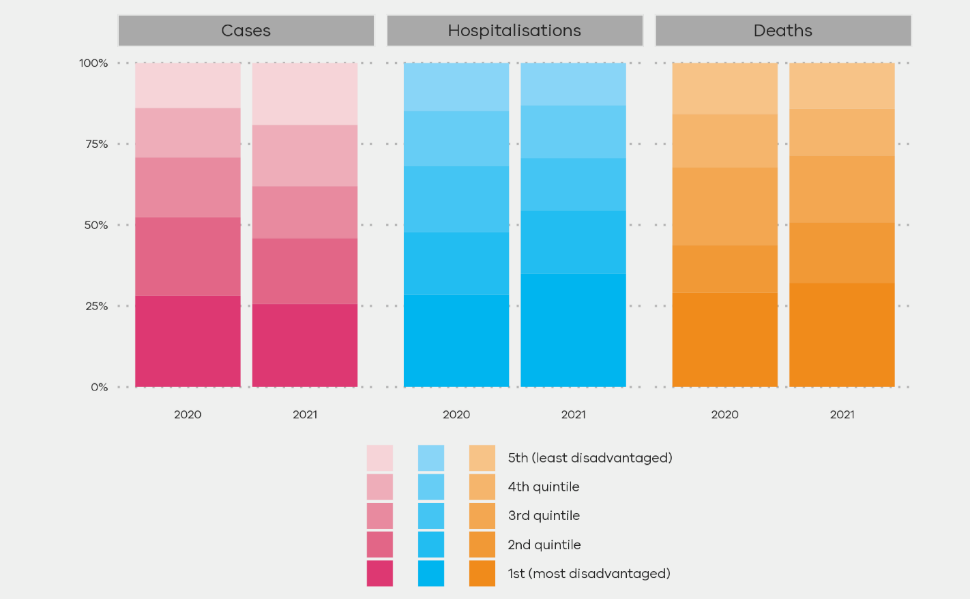 Cases Hospitalisations Deaths
100%
75%
50%
25%
0%
2020 2021 2020 2021 2020 2021
5th (least disadvantaged)
4th quintile
3rd quintile
2nd quintile
1st (most disadvantaged)